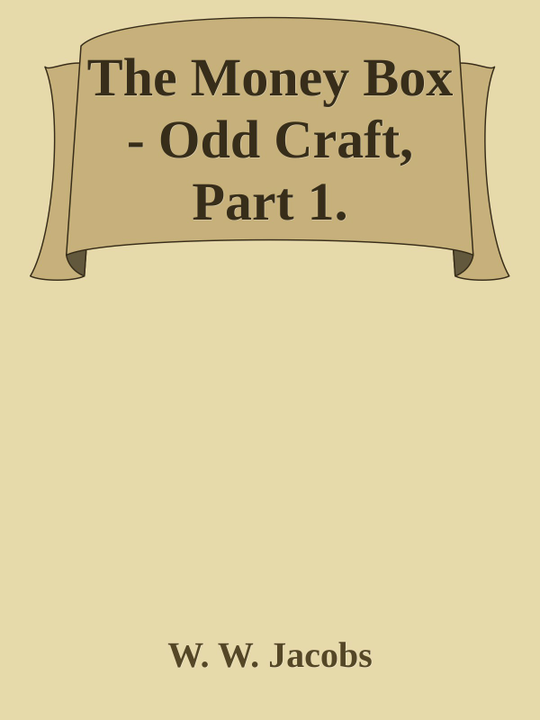 The Money Box
- Odd Craft,
Part 1.
W. W. Jacobs